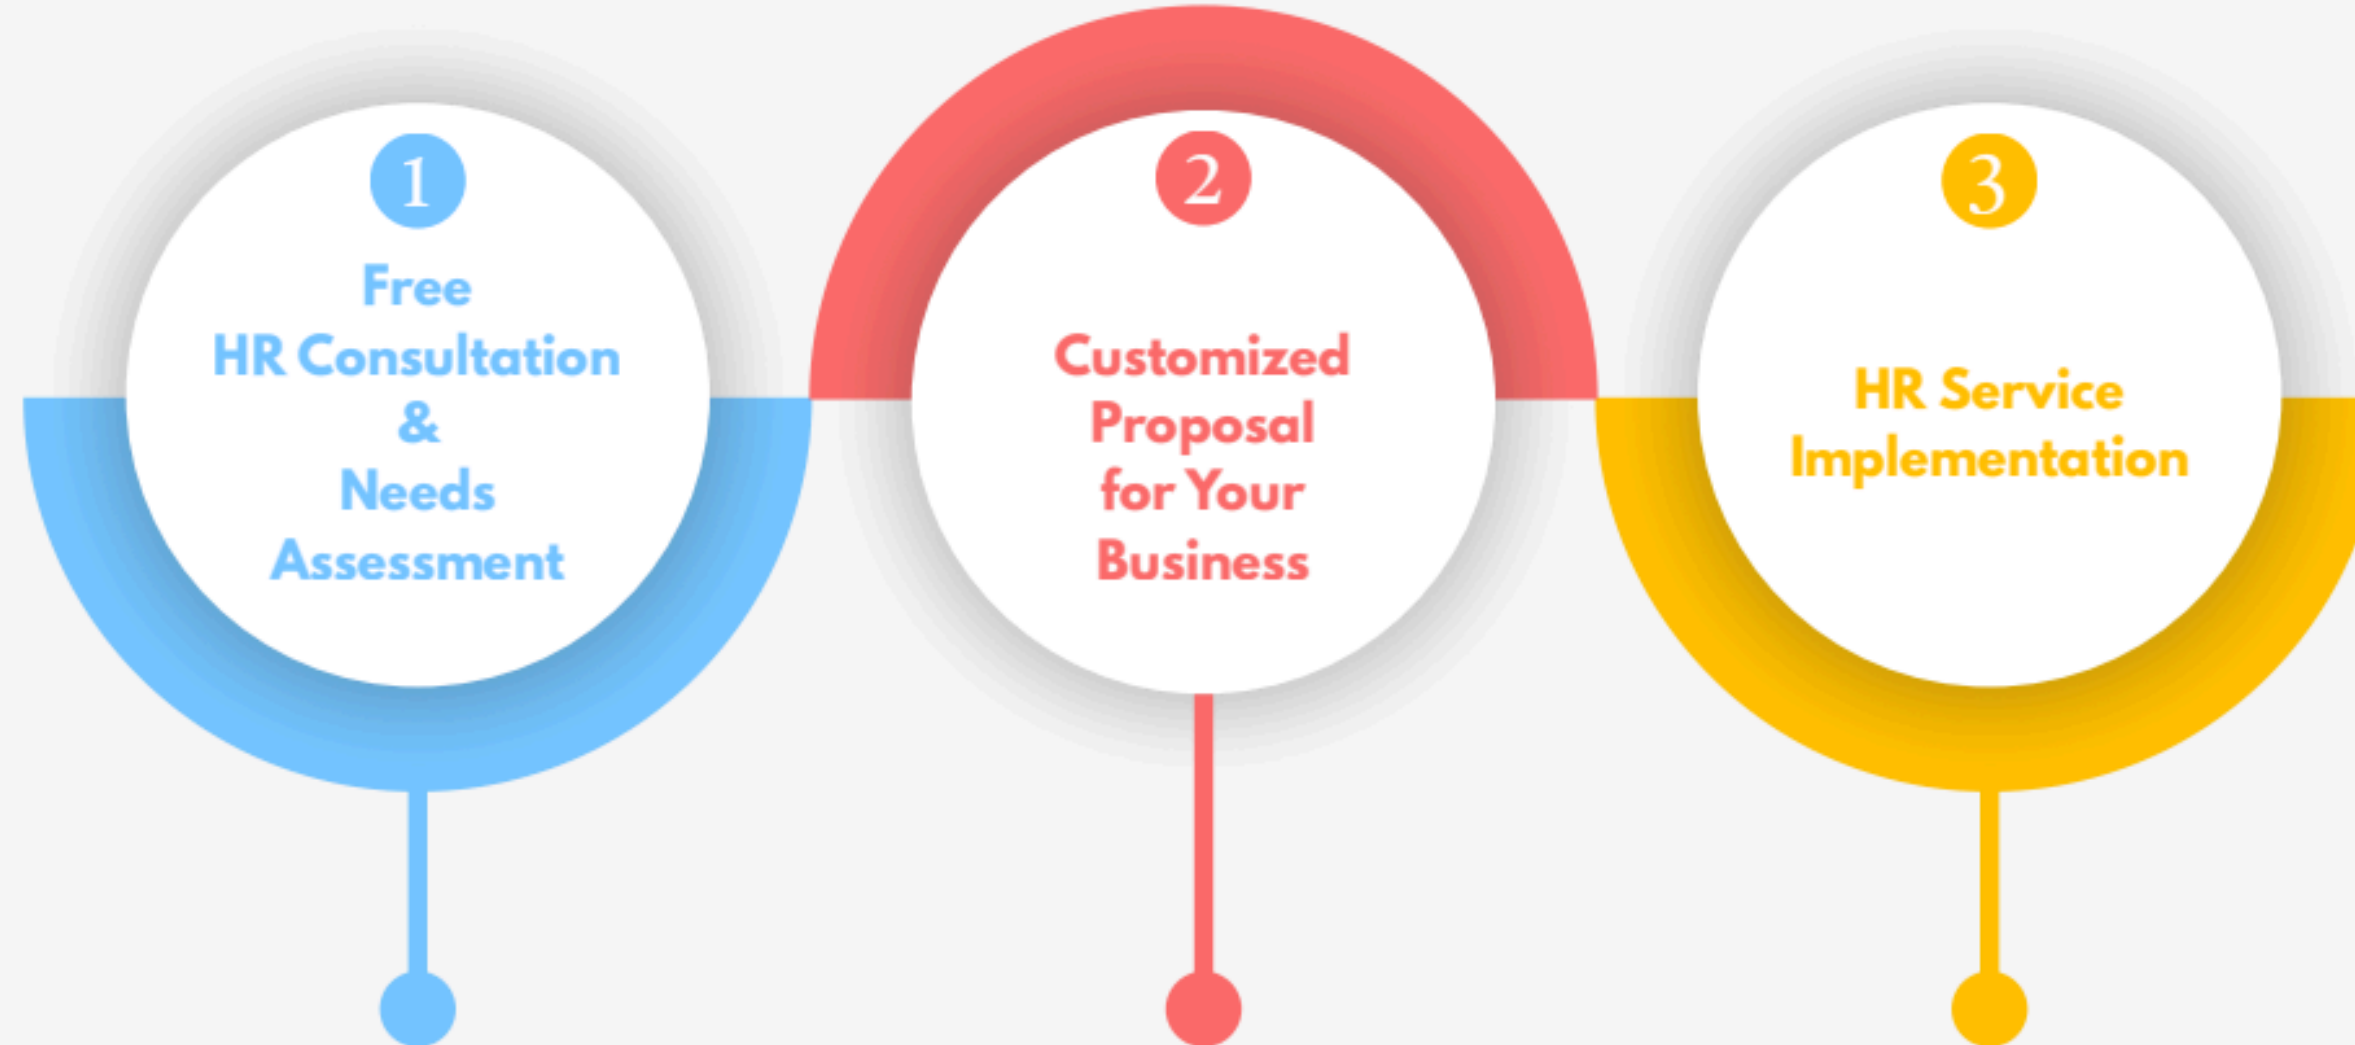 1
Free
HR Consultation
&
Needs
Assessment
2
Customized
Proposal
for Your
Business
3
HR Service
Implementation